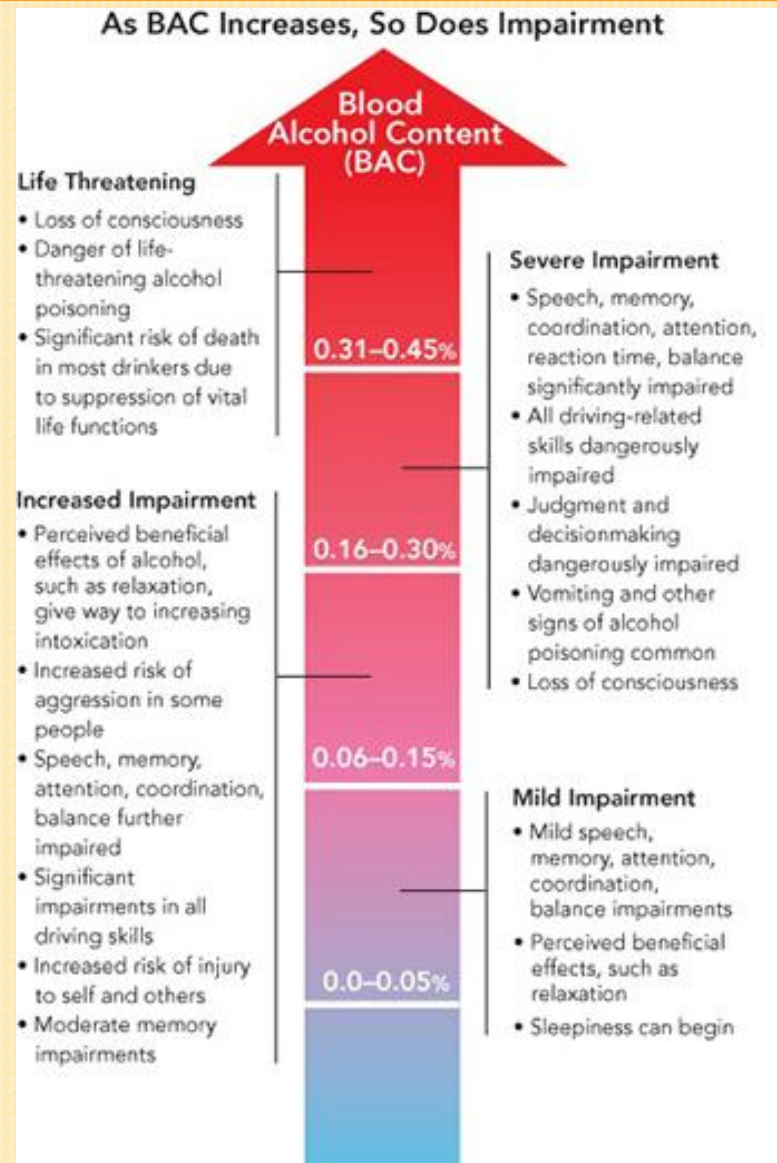 As BAC Increases, So Does Impairment
Blood
Alcohol Content
(BAC)
Life Threatening
• Loss of consciousness
• Danger of life-
threatening alcohol
poisoning
• Significant risk of death
in most drinkers due
to suppression of vital
life functions
0.31–0.45%
Severe Impairment
• Speech, memory,
coordination, attention,
reaction time, balance
significantly impaired
• All driving-related
skills dangerously
impaired
• Judgment and
decisionmaking
dangerously impaired
• Vomiting and other
signs of alcohol
poisoning common
• Loss of consciousness
0.16–0.30%
Increased Impairment
• Perceived beneficial
effects of alcohol,
such as relaxation,
give way to increasing
intoxication
• Increased risk of
aggression in some
people
• Speech, memory,
attention, coordination,
balance further
impaired
• Significant
impairments in all
driving skills
• Increased risk of injury
to self and others
• Moderate memory
impairments
0.06–0.15%
Mild Impairment
• Mild speech,
memory, attention,
coordination,
balance impairments
• Perceived beneficial
effects, such as
relaxation
• Sleepiness can begin
0.0–0.05%